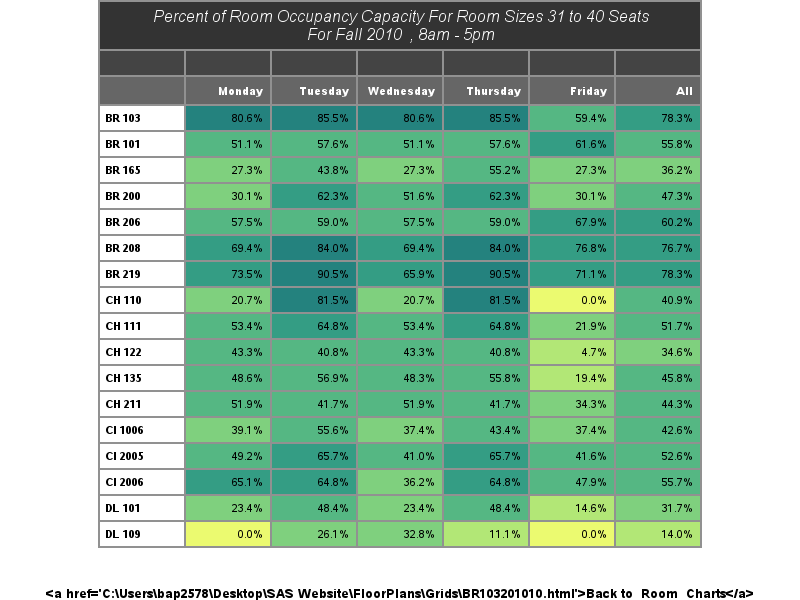 Percent of Room Occupancy Capacity For Room Sizes 31 to 40 Seats
For Fall 2010 , 8am - 5pm
Monday Tuesday Wednesday Thursday Friday All
BR 103 80.6% 85.5% 80.6% 85.5% 59.4% 78.3%
BR 101 51.1% 57.6% 51.1% 57.6% 61.6% 55.8%
BR 165 27.3% 43.8% 27.3% 55.2% 27.3% 36.2%
BR 200 30.1% 62.3% 51.6% 62.3% 30.1% 47.3%
BR 206 57.5% 59.0% 57.5% 59.0% 67.9% 60.2%
BR 208 69.4% 84.0% 69.4% 84.0% 76.8% 76.7%
BR 219 73.5% 90.5% 65.9% 90.5% 71.1% 78.3%
CH 110 20.7% 81.5% 20.7% 81.5% 0.0% 40.9%
CH 111 53.4% 64.8% 53.4% 64.8% 21.9% 51.7%
CH 122 43.3% 40.8% 43.3% 40.8% 4.7% 34.6%
CH 135 48.6% 56.9% 48.3% 55.8% 19.4% 45.8%
CH 211 51.9% 41.7% 51.9% 41.7% 34.3% 44.3%
CI 1006 39.1% 55.6% 37.4% 43.4% 37.4% 42.6%
CI 2005 49.2% 65.7% 41.0% 65.7% 41.6% 52.6%
CI 2006 65.1% 64.8% 36.2% 64.8% 47.9% 55.7%
DL 101 23.4% 48.4% 23.4% 48.4% 14.6% 31.7%
DL 109 0.0% 26.1% 32.8% 11.1% 0.0% 14.0%
<a href='C:\Users\bap2578\Desktop\SAS Website\FloorPlans\Grids\BR103201010.html'>Back to Room Charts</a>